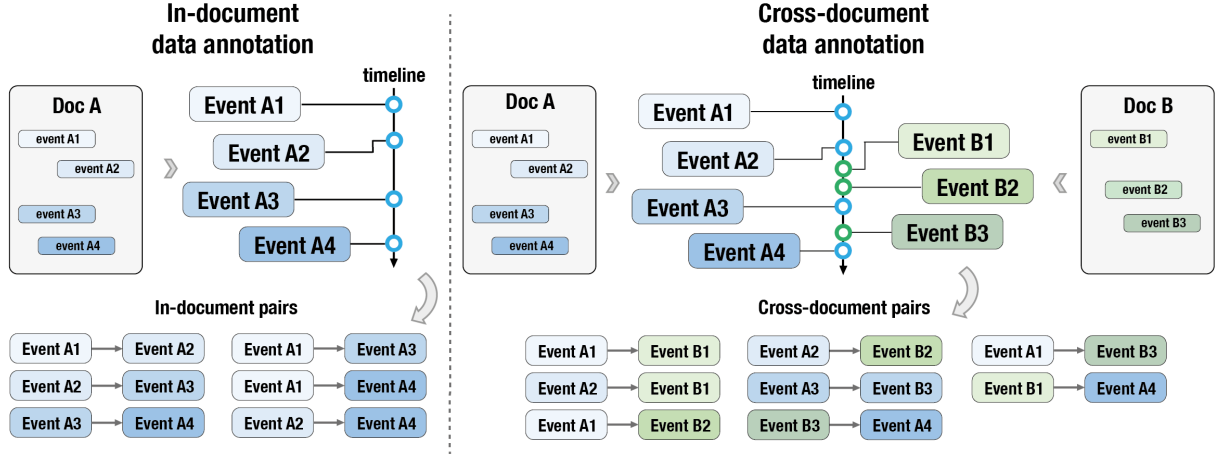 In-document
data annotation
Doc A
event A1
event A2
event A3
event A4
timeline
Event A1
Event A2
Event A3
Event A4
In-document pairs
Event A1 Event A2
Event A1 Event A3
Event A2 Event A3
Event A1 Event A4
Event A3 Event A4
Event A2 Event A4
Cross-document
data annotation
Doc A
event A1
event A2
event A3
event A4
timeline
Event A1
Event A2
Event A3
Event A4
Event B1
Event B2
Event B3
Doc B
event B1
event B2
event B3
Cross-document pairs
Event A1 Event B1
Event A2 Event B2
Event A1 Event B3
Event A2 Event B1
Event A3 Event B3
Event B1 Event A4
Event A1 Event B2
Event B3 Event A4